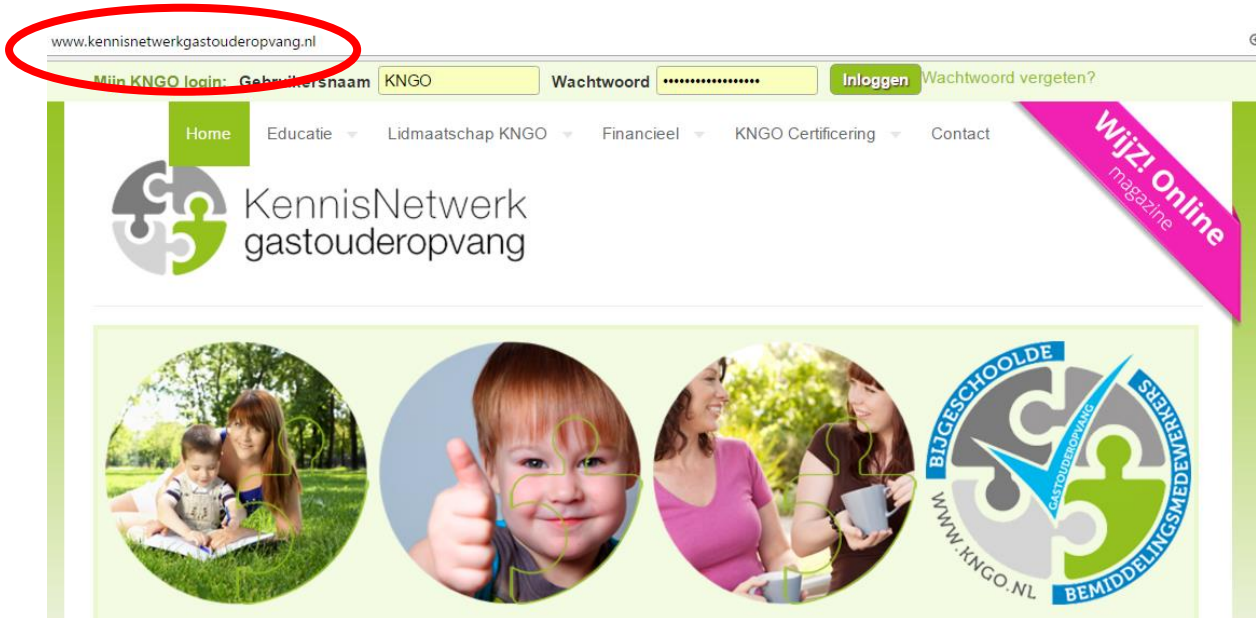 www.kennisnetwerkgastouderopvang.nl
Mijn KNGO login: Gebruikersnaam KNGO Wachtwoord •••••••••••••••••• Inloggen Wachtwoord vergeten?
Home Educatie Lidmaatschap KNGO Financieel KNGO Certificering Contact
WijZ! Online
magazine
KennisNetwerk
gastouderopvang
BIJGESCHOOLDE
BEMIDDELINGSMEDEWERKERS
GASTOUDEROPVANG
WWW.KNGO.NL